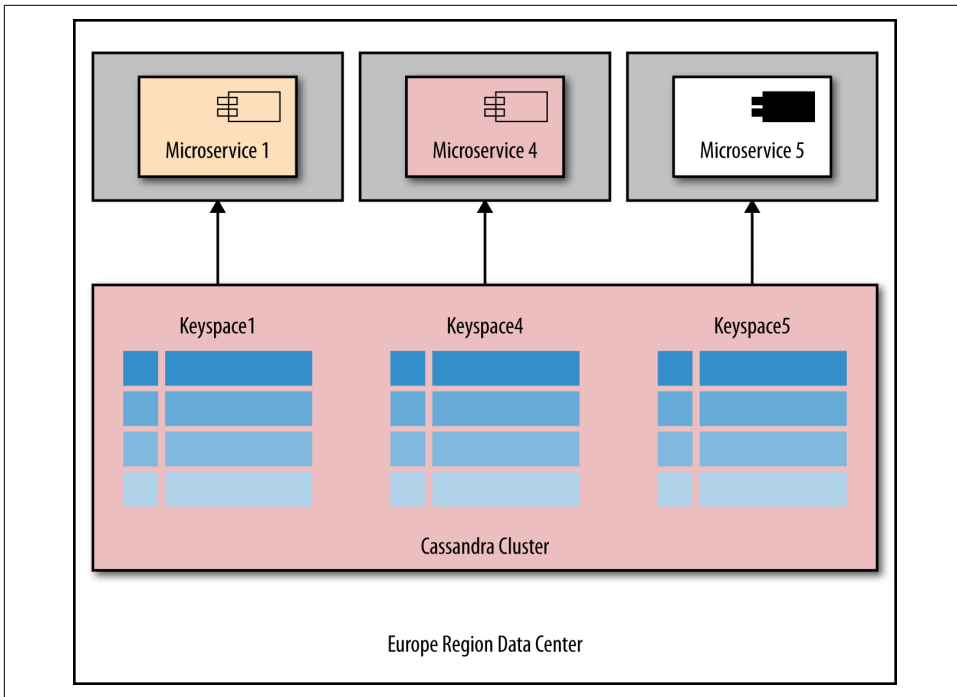 Microservice 1
Microservice 4
Microservice 5
Keyspace1
Keyspace4
Keyspace5
Cassandra Cluster
Europe Region Data Center